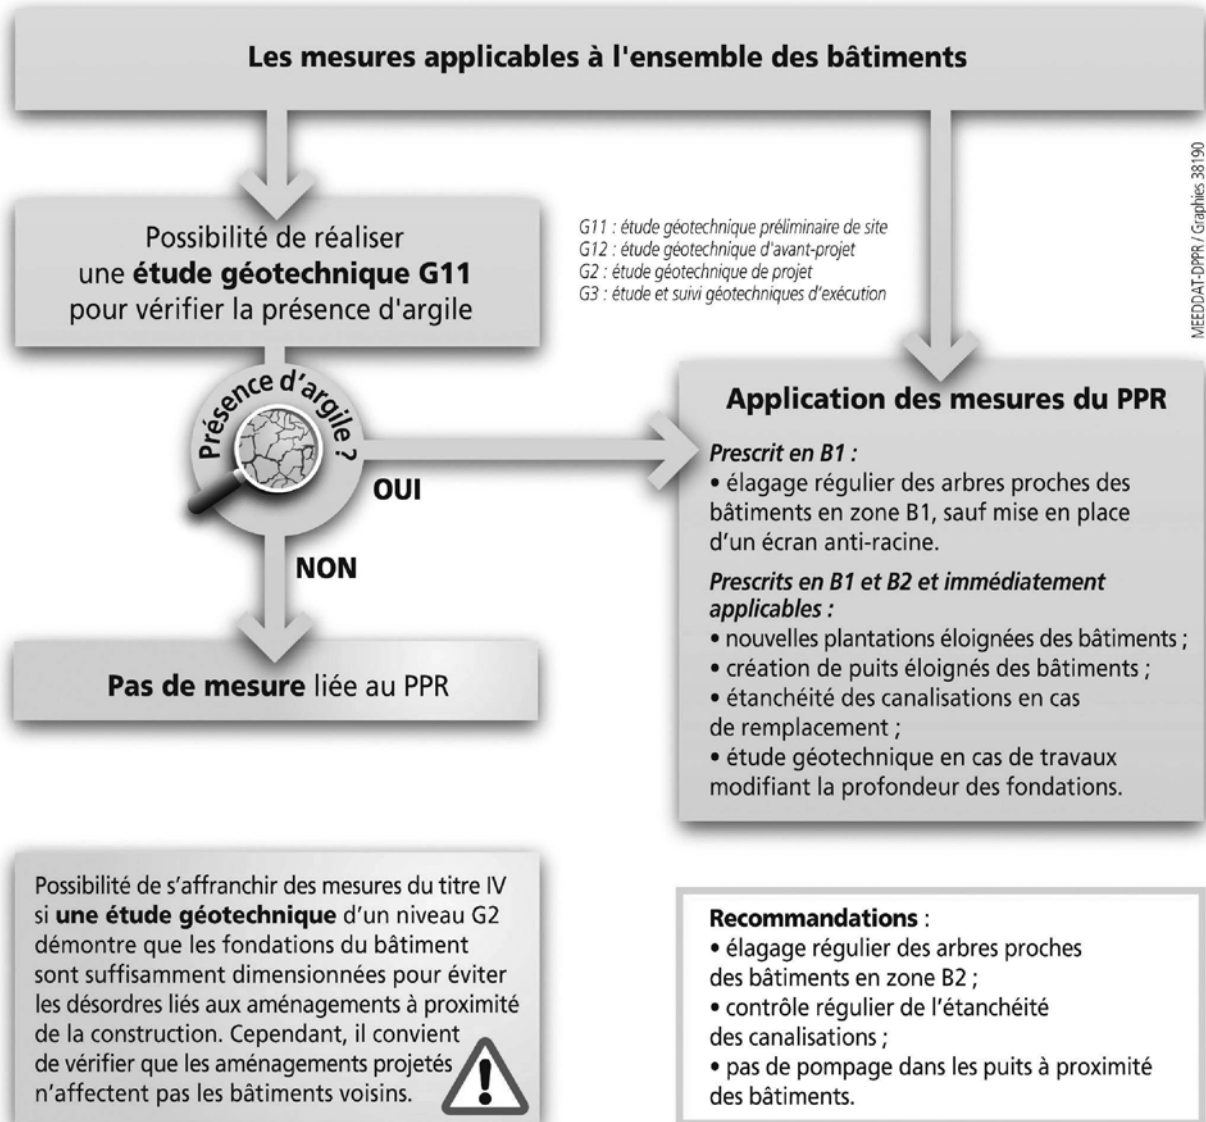 Les mesures applicables à l'ensemble des bâtiments
MEEDDAT-DPPR / Graphies 38190
Possibilité de réaliser
une étude géotechnique G11
pour vérifier la présence d'argile
G11 : étude géotechnique préliminaire de site
G12 : étude géotechnique d'avant-projet
G2 : étude géotechnique de projet
G3 : étude et suivi géotechniques d'exécution
Présence d'argile ?
OUI
NON
Pas de mesure liée au PPR
Application des mesures du PPR
Prescrit en B1 :
• élagage régulier des arbres proches des
bâtiments en zone B1, sauf mise en place
d'un écran anti-racine.
Prescrits en B1 et B2 et immédiatement
applicables :
• nouvelles plantations éloignées des bâtiments ;
• création de puits éloignés des bâtiments ;
• étanchéité des canalisations en cas
de remplacement ;
• étude géotechnique en cas de travaux
modifiant la profondeur des fondations.
Possibilité de s'affranchir des mesures du titre IV
si une étude géotechnique d'un niveau G2
démontre que les fondations du bâtiment
sont suffisamment dimensionnées pour éviter
les désordres liés aux aménagements à proximité
de la construction. Cependant, il convient
de vérifier que les aménagements projetés
n'affectent pas les bâtiments voisins.
Recommandations :
• élagage régulier des arbres proches
des bâtiments en zone B2 ;
• contrôle régulier de l'étanchéité
des canalisations ;
• pas de pompage dans les puits à proximité
des bâtiments.